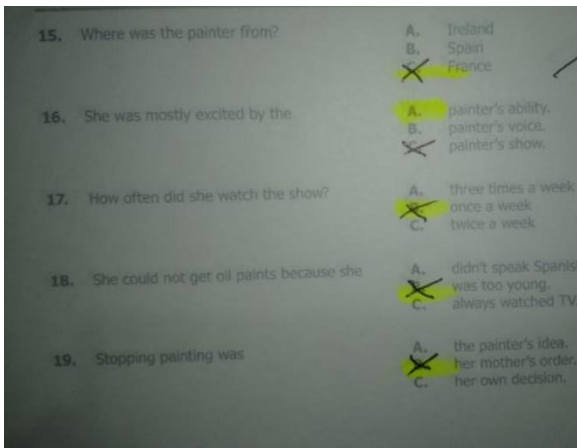 15. Where was the painter from? A. Ireland
B. Spain
C. France
16. She was mostly excited by the A. painter's ability.
B. painter's voice.
C. painter's show.
17. How often did she watch the show? A. three times a week
B. once a week
C. twice a week
18. She could not get oil paints because she A. didn't speak Spanis
B. was too young.
C. always watched TV
19. Stopping painting was A. the painter's idea.
B. her mother's order.
C. her own decision.